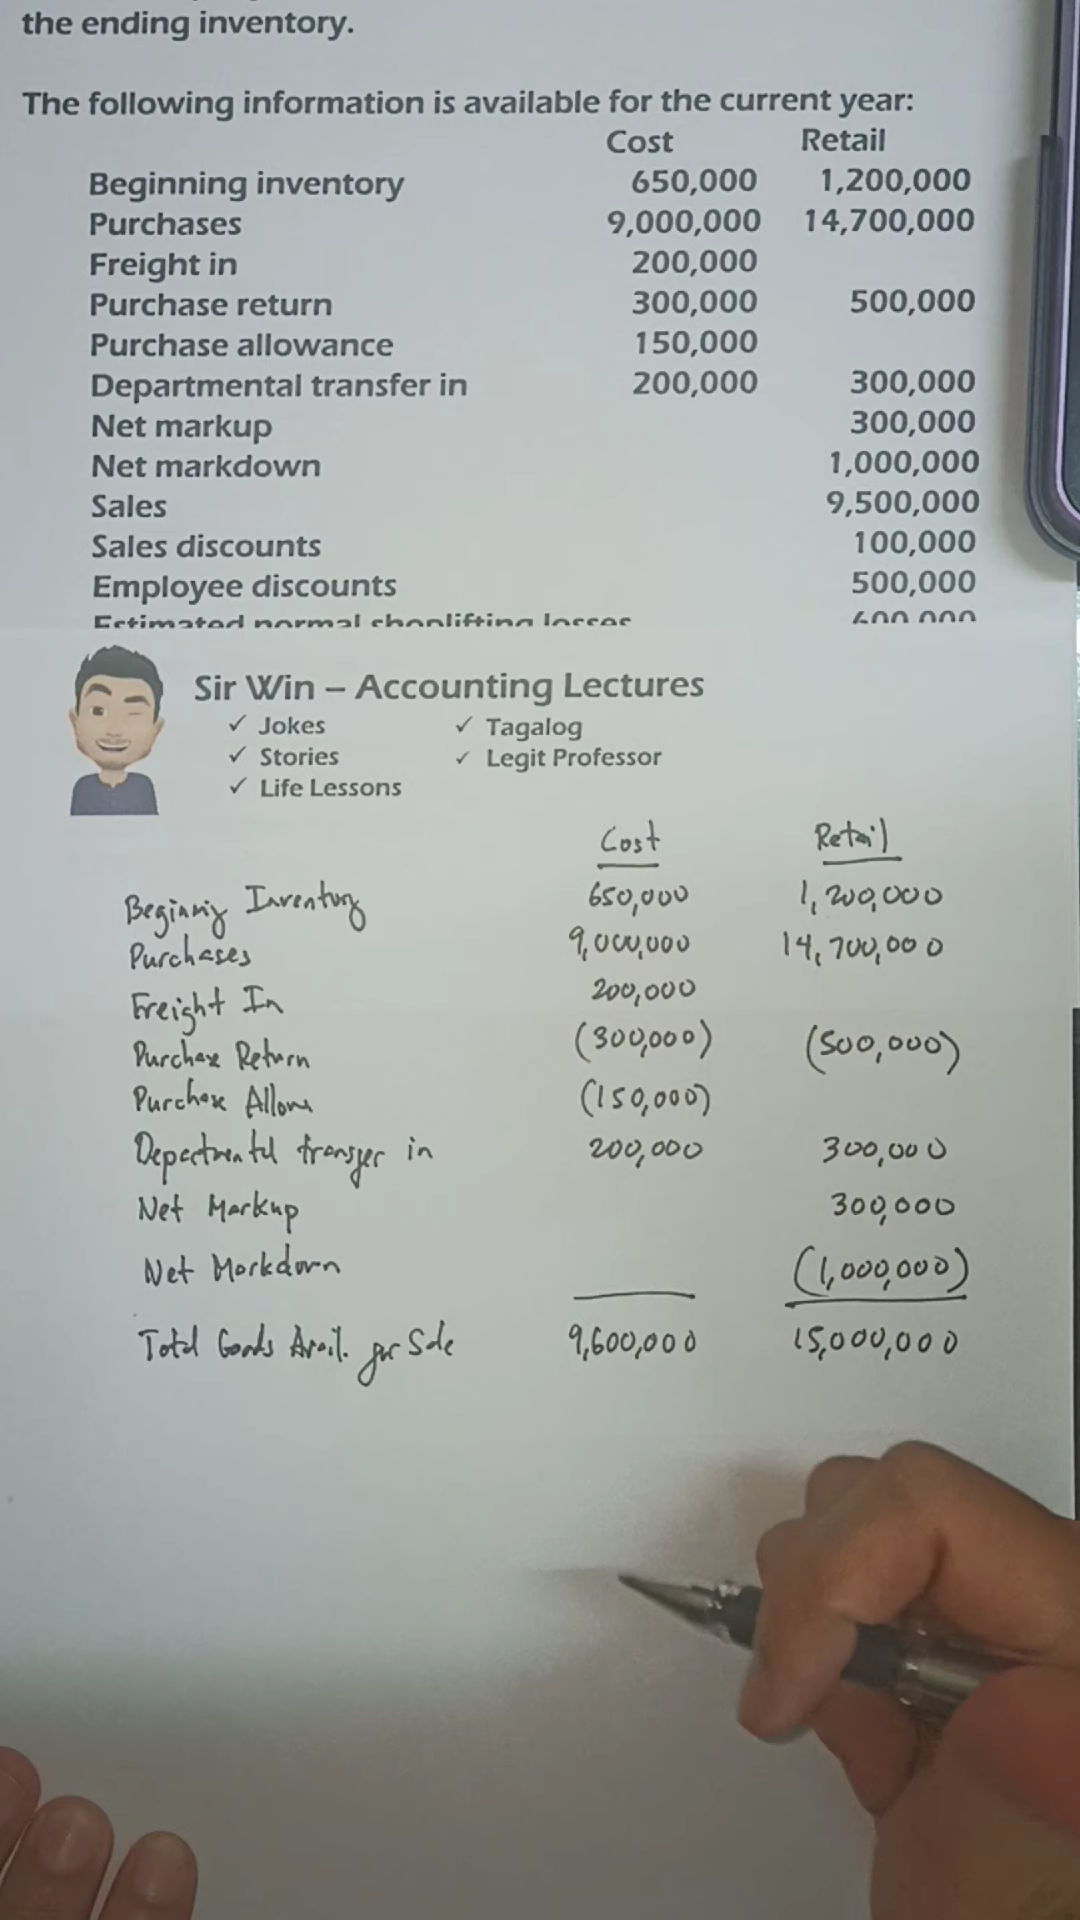 the ending inventory.
The following information is available for the current year:
Cost Retail
Beginning inventory 650,000 1,200,000
Purchases 9,000,000 14,700,000
Freight in 200,000
Purchase return 300,000 500,000
Purchase allowance 150,000
Departmental transfer in 200,000 300,000
Net markup 300,000
Net markdown 1,000,000
Sales 9,500,000
Sales discounts 100,000
Employee discounts 500,000
Estimated normal shoplifting losses 600,000
Sir Win – Accounting Lectures
✓ Jokes ✓ Tagalog
✓ Stories ✓ Legit Professor
✓ Life Lessons
Cost Retail
Beginning Inventory 650,000 1,200,000
Purchases 9,000,000 14,700,000
Freight In 200,000
Purchase Return (300,000) (500,000)
Purchase Allow (150,000)
Departmental transfer in 200,000 300,000
Net Markup 300,000
Net Markdown (1,000,000)
Total Goods Avail. for Sale 9,600,000 15,000,000